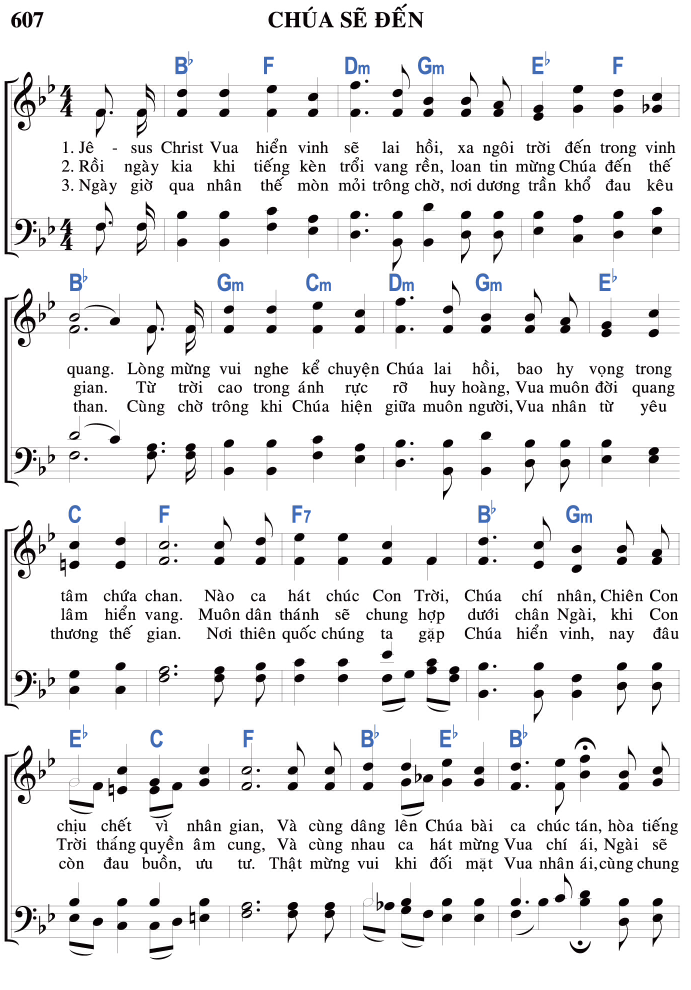 607 CHÚA SẼ ĐẾN
B♭ F Dm Gm E♭ F
4/4
1. Jê - sus Christ Vua hiển vinh sẽ lai hồi, xa ngôi trời đến trong vinh
2. Rồi ngày kia khi tiếng kèn trổi vang rền, loan tin mừng Chúa đến thế
3. Ngày giờ qua nhân thế mòn mỏi trông chờ, nơi dương trần khổ đau kêu
4/4
B♭ Gm Cm Dm Gm E♭
quang. Lòng mừng vui nghe kể chuyện Chúa lai hồi, bao hy vọng trong
gian. Từ trời cao trong ánh rực rỡ huy hoàng, Vua muôn đời quang
than. Cùng chờ trông khi Chúa hiện giữa muôn người, Vua nhân từ yêu
C F F7 B♭ Gm
tâm chứa chan. Nào ca hát chúc Con Trời, Chúa chí nhân, Chiên Con
lâm hiển vang. Muôn dân thánh sẽ chung hợp dưới chân Ngài, khi Con
thương thế gian. Nơi thiên quốc chúng ta gặp Chúa hiển vinh, nay đâu
E♭ C F B♭ E♭ B♭
chịu chết vì nhân gian, Và cùng dâng lên Chúa bài ca chúc tán, hòa tiếng
Trời tháng quyền âm cung, Và cùng nhau ca hát mừng Vua chí ái, Ngài sẽ
còn đau buồn, ưu tư. Thật mừng vui khi đối mặt Vua nhân ái, cùng chung